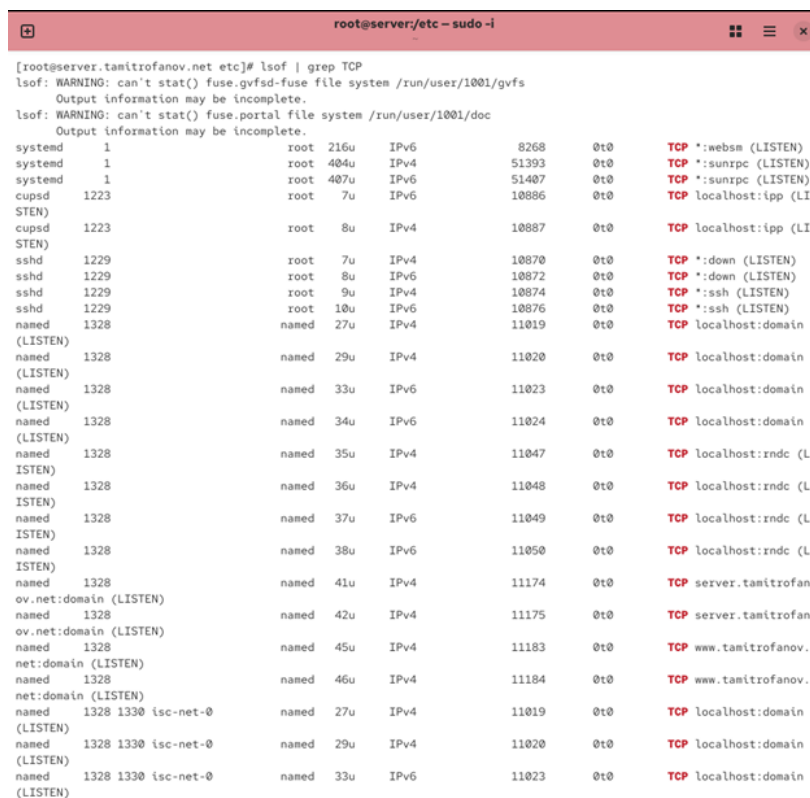 root@server:/etc — sudo -i
[root@server.tamitrofanov.net etc]# lsof | grep TCP
lsof: WARNING: can't stat() fuse.gvfsd-fuse file system /run/user/1001/gvfs
      Output information may be incomplete.
lsof: WARNING: can't stat() fuse.portal file system /run/user/1001/doc
      Output information may be incomplete.
systemd 1 root 216u IPv6 8268 0t0 TCP *:websm (LISTEN)
systemd 1 root 404u IPv4 51393 0t0 TCP *:sunrpc (LISTEN)
systemd 1 root 407u IPv6 51407 0t0 TCP *:sunrpc (LISTEN)
cupsd 1223 root 7u IPv6 10886 0t0 TCP localhost:ipp (LI
STEN)
cupsd 1223 root 8u IPv4 10887 0t0 TCP localhost:ipp (LI
STEN)
sshd 1229 root 7u IPv4 10870 0t0 TCP *:down (LISTEN)
sshd 1229 root 8u IPv6 10872 0t0 TCP *:down (LISTEN)
sshd 1229 root 9u IPv4 10874 0t0 TCP *:ssh (LISTEN)
sshd 1229 root 10u IPv6 10876 0t0 TCP *:ssh (LISTEN)
named 1328 named 27u IPv4 11019 0t0 TCP localhost:domain
(LISTEN)
named 1328 named 29u IPv4 11020 0t0 TCP localhost:domain
(LISTEN)
named 1328 named 33u IPv6 11023 0t0 TCP localhost:domain
(LISTEN)
named 1328 named 34u IPv6 11024 0t0 TCP localhost:domain
(LISTEN)
named 1328 named 35u IPv4 11047 0t0 TCP localhost:rndc (L
ISTEN)
named 1328 named 36u IPv4 11048 0t0 TCP localhost:rndc (L
ISTEN)
named 1328 named 37u IPv6 11049 0t0 TCP localhost:rndc (L
ISTEN)
named 1328 named 38u IPv6 11050 0t0 TCP localhost:rndc (L
ISTEN)
named 1328 named 41u IPv4 11174 0t0 TCP server.tamitrofan
ov.net:domain (LISTEN)
named 1328 named 42u IPv4 11175 0t0 TCP server.tamitrofan
ov.net:domain (LISTEN)
named 1328 named 45u IPv4 11183 0t0 TCP www.tamitrofanov.
net:domain (LISTEN)
named 1328 named 46u IPv4 11184 0t0 TCP www.tamitrofanov.
net:domain (LISTEN)
named 1328 1330 isc-net-0 named 27u IPv4 11019 0t0 TCP localhost:domain
(LISTEN)
named 1328 1330 isc-net-0 named 29u IPv4 11020 0t0 TCP localhost:domain
(LISTEN)
named 1328 1330 isc-net-0 named 33u IPv6 11023 0t0 TCP localhost:domain
(LISTEN)